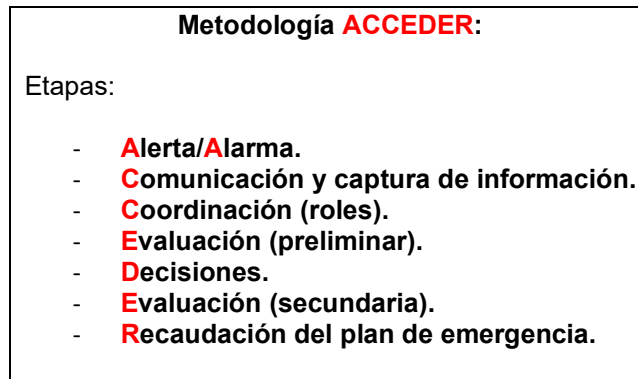 Metodología ACCEDER:
Etapas:
- Alerta/Alarma.
- Comunicación y captura de información.
- Coordinación (roles).
- Evaluación (preliminar).
- Decisiones.
- Evaluación (secundaria).
- Recaudación del plan de emergencia.